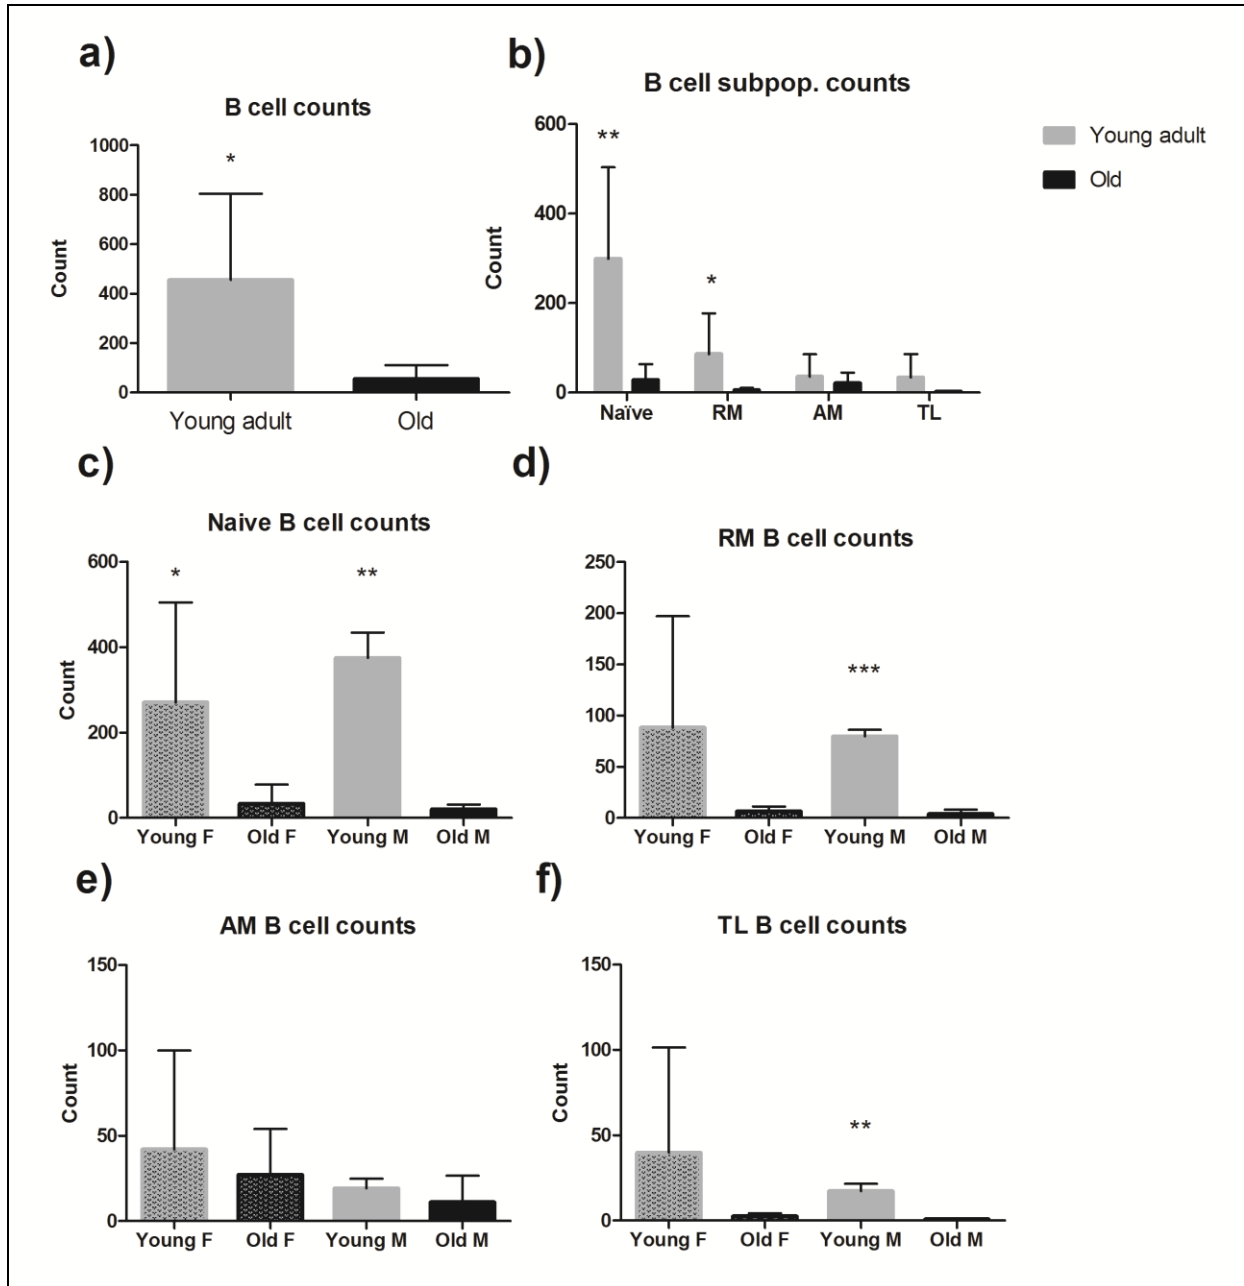 a)
B cell counts
1000
800
600
400
200
0
Count
*
Young adult
Old
b)
B cell subpop. counts
600
400
200
0
Count
**
*
Naïve
RM
AM
TL
Young adult
Old
c)
Naive B cell counts
600
400
200
0
Count
*
**
Young F
Old F
Young M
Old M
d)
RM B cell counts
250
200
150
100
50
0
Count
***
Young F
Old F
Young M
Old M
e)
AM B cell counts
150
100
50
0
Count
Young F
Old F
Young M
Old M
f)
TL B cell counts
150
100
50
0
Count
**
Young F
Old F
Young M
Old M